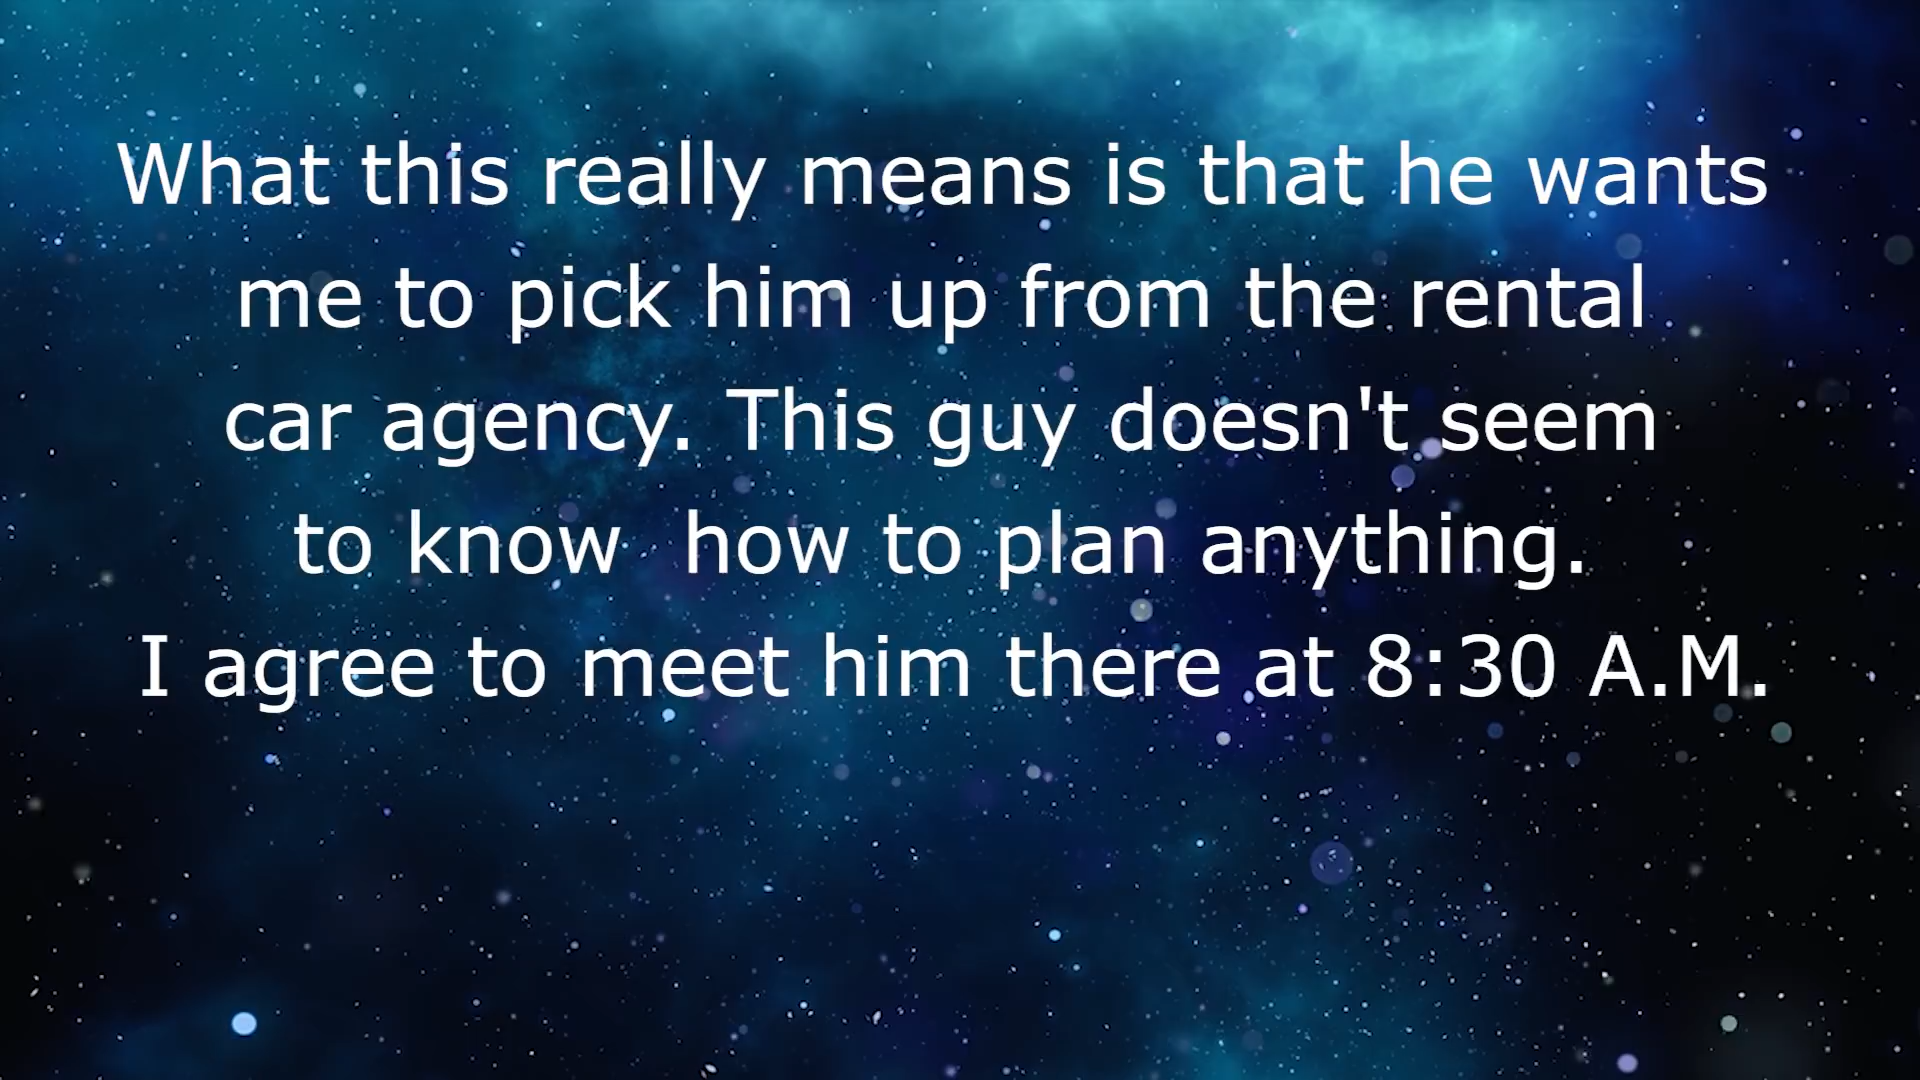 What this really means is that he wants
me to pick him up from the rental
car agency. This guy doesn't seem
to know  how to plan anything.
I agree to meet him there at 8:30 A.M.